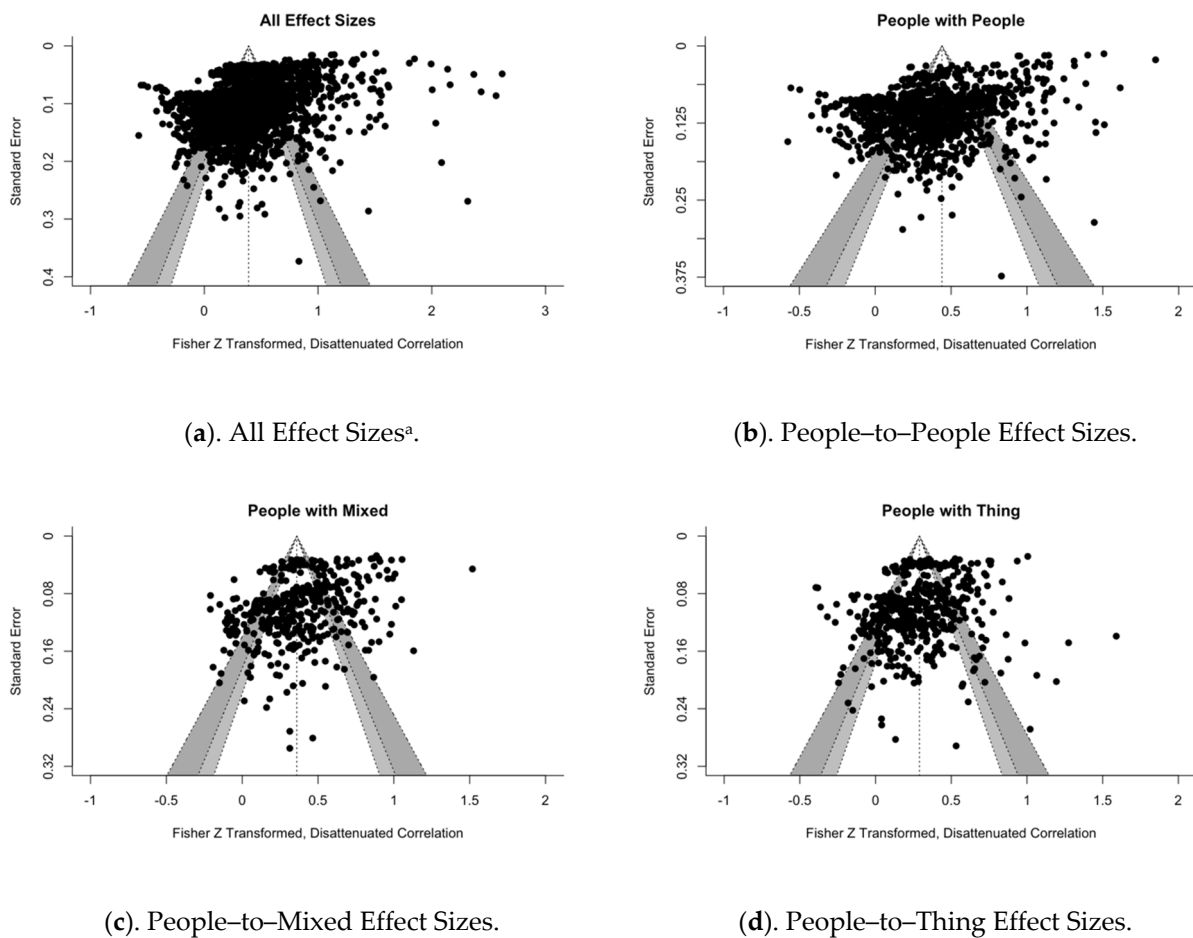 All Effect Sizes
0
0.1
0.2
0.3
0.4
Standard Error
-1
0
1
2
3
Fisher Z Transformed, Disattenuated Correlation
(a). All Effect Sizesᵃ.
People with People
0
0.125
0.25
0.375
Standard Error
-1
-0.5
0
0.5
1
1.5
2
Fisher Z Transformed, Disattenuated Correlation
(b). People–to–People Effect Sizes.
People with Mixed
0
0.08
0.16
0.24
0.32
Standard Error
-1
-0.5
0
0.5
1
1.5
2
Fisher Z Transformed, Disattenuated Correlation
(c). People–to–Mixed Effect Sizes.
People with Thing
0
0.08
0.16
0.24
0.32
Standard Error
-1
-0.5
0
0.5
1
1.5
2
Fisher Z Transformed, Disattenuated Correlation
(d). People–to–Thing Effect Sizes.